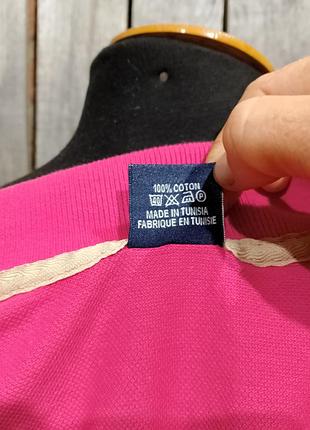 100% COTON
MADE IN TUNISIA
FABRIQUE EN TUNISIE